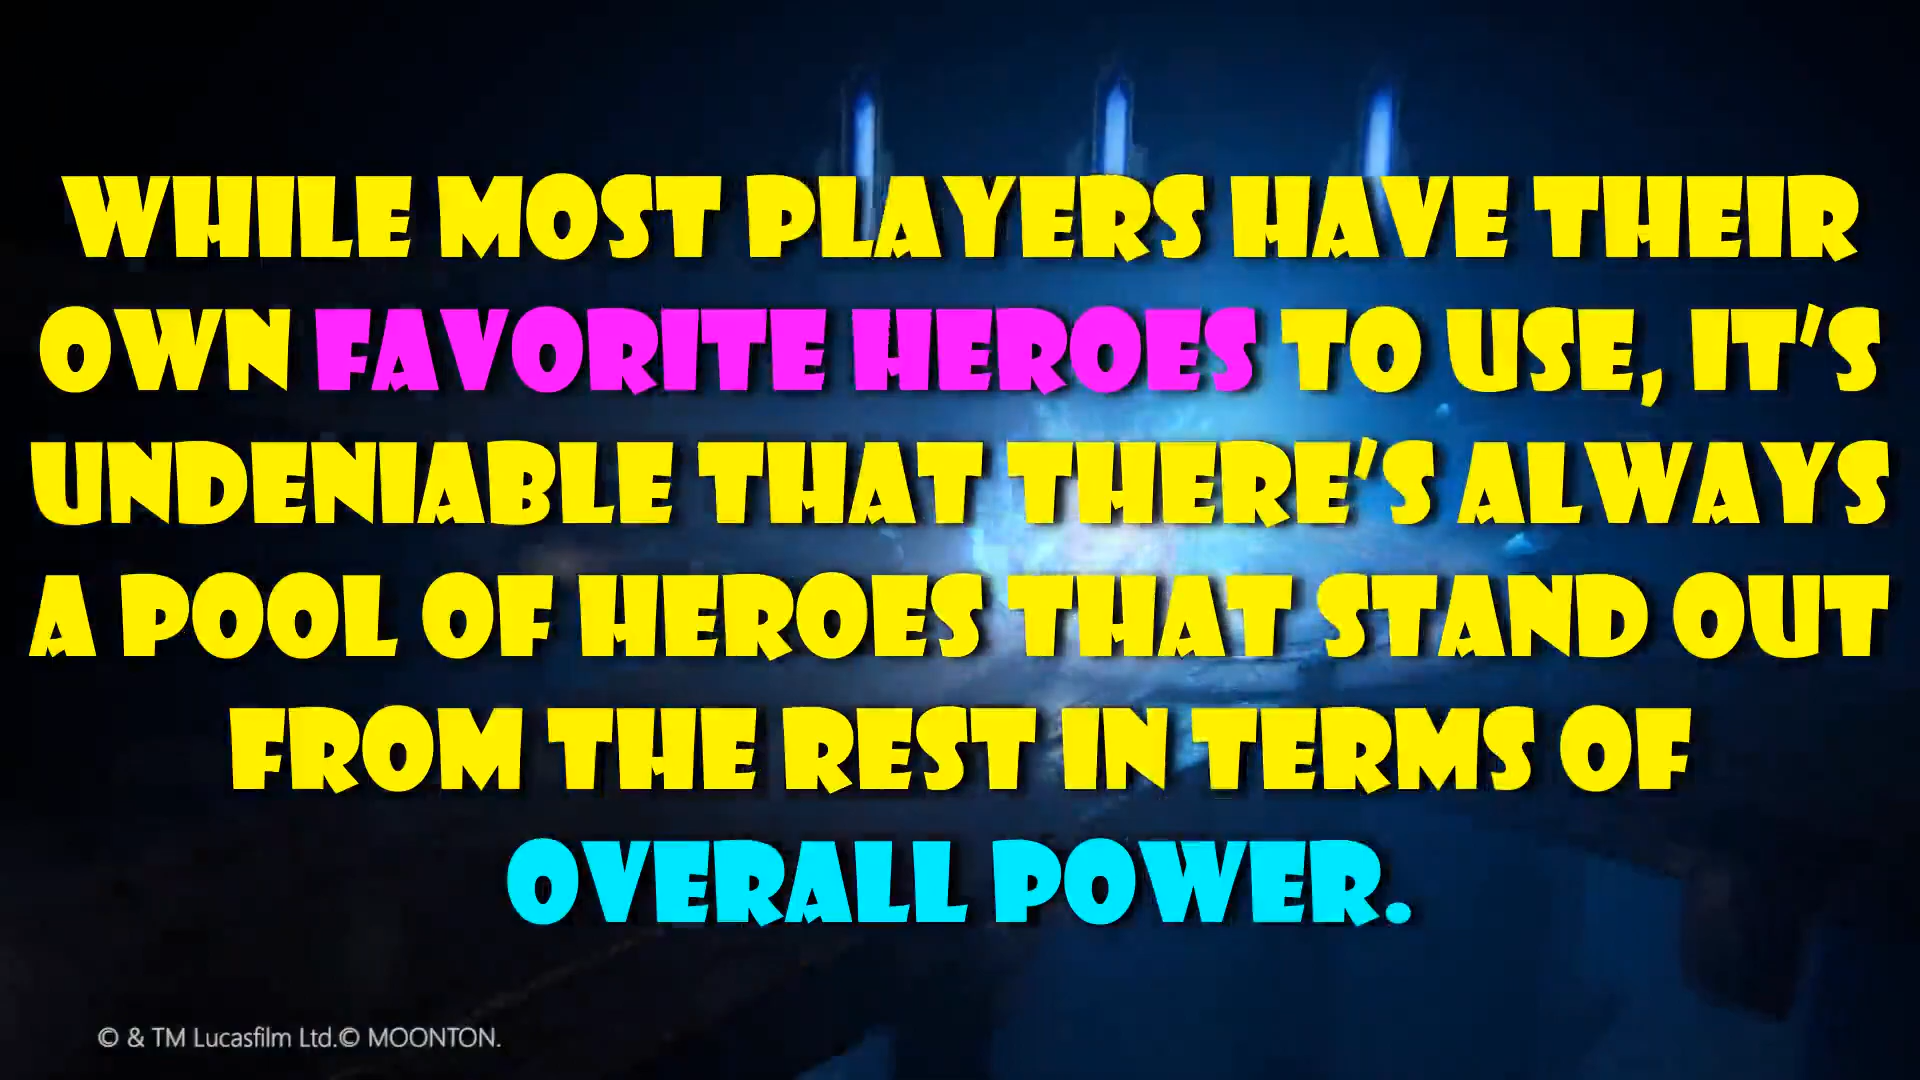 WHILE MOST PLAYERS HAVE THEIR
OWN FAVORITE HEROES TO USE, IT'S
UNDENIABLE THAT THERE'S ALWAYS
A POOL OF HEROES THAT STAND OUT
FROM THE REST IN TERMS OF
OVERALL POWER.
© & TM Lucasfilm Ltd.© MOONTON.